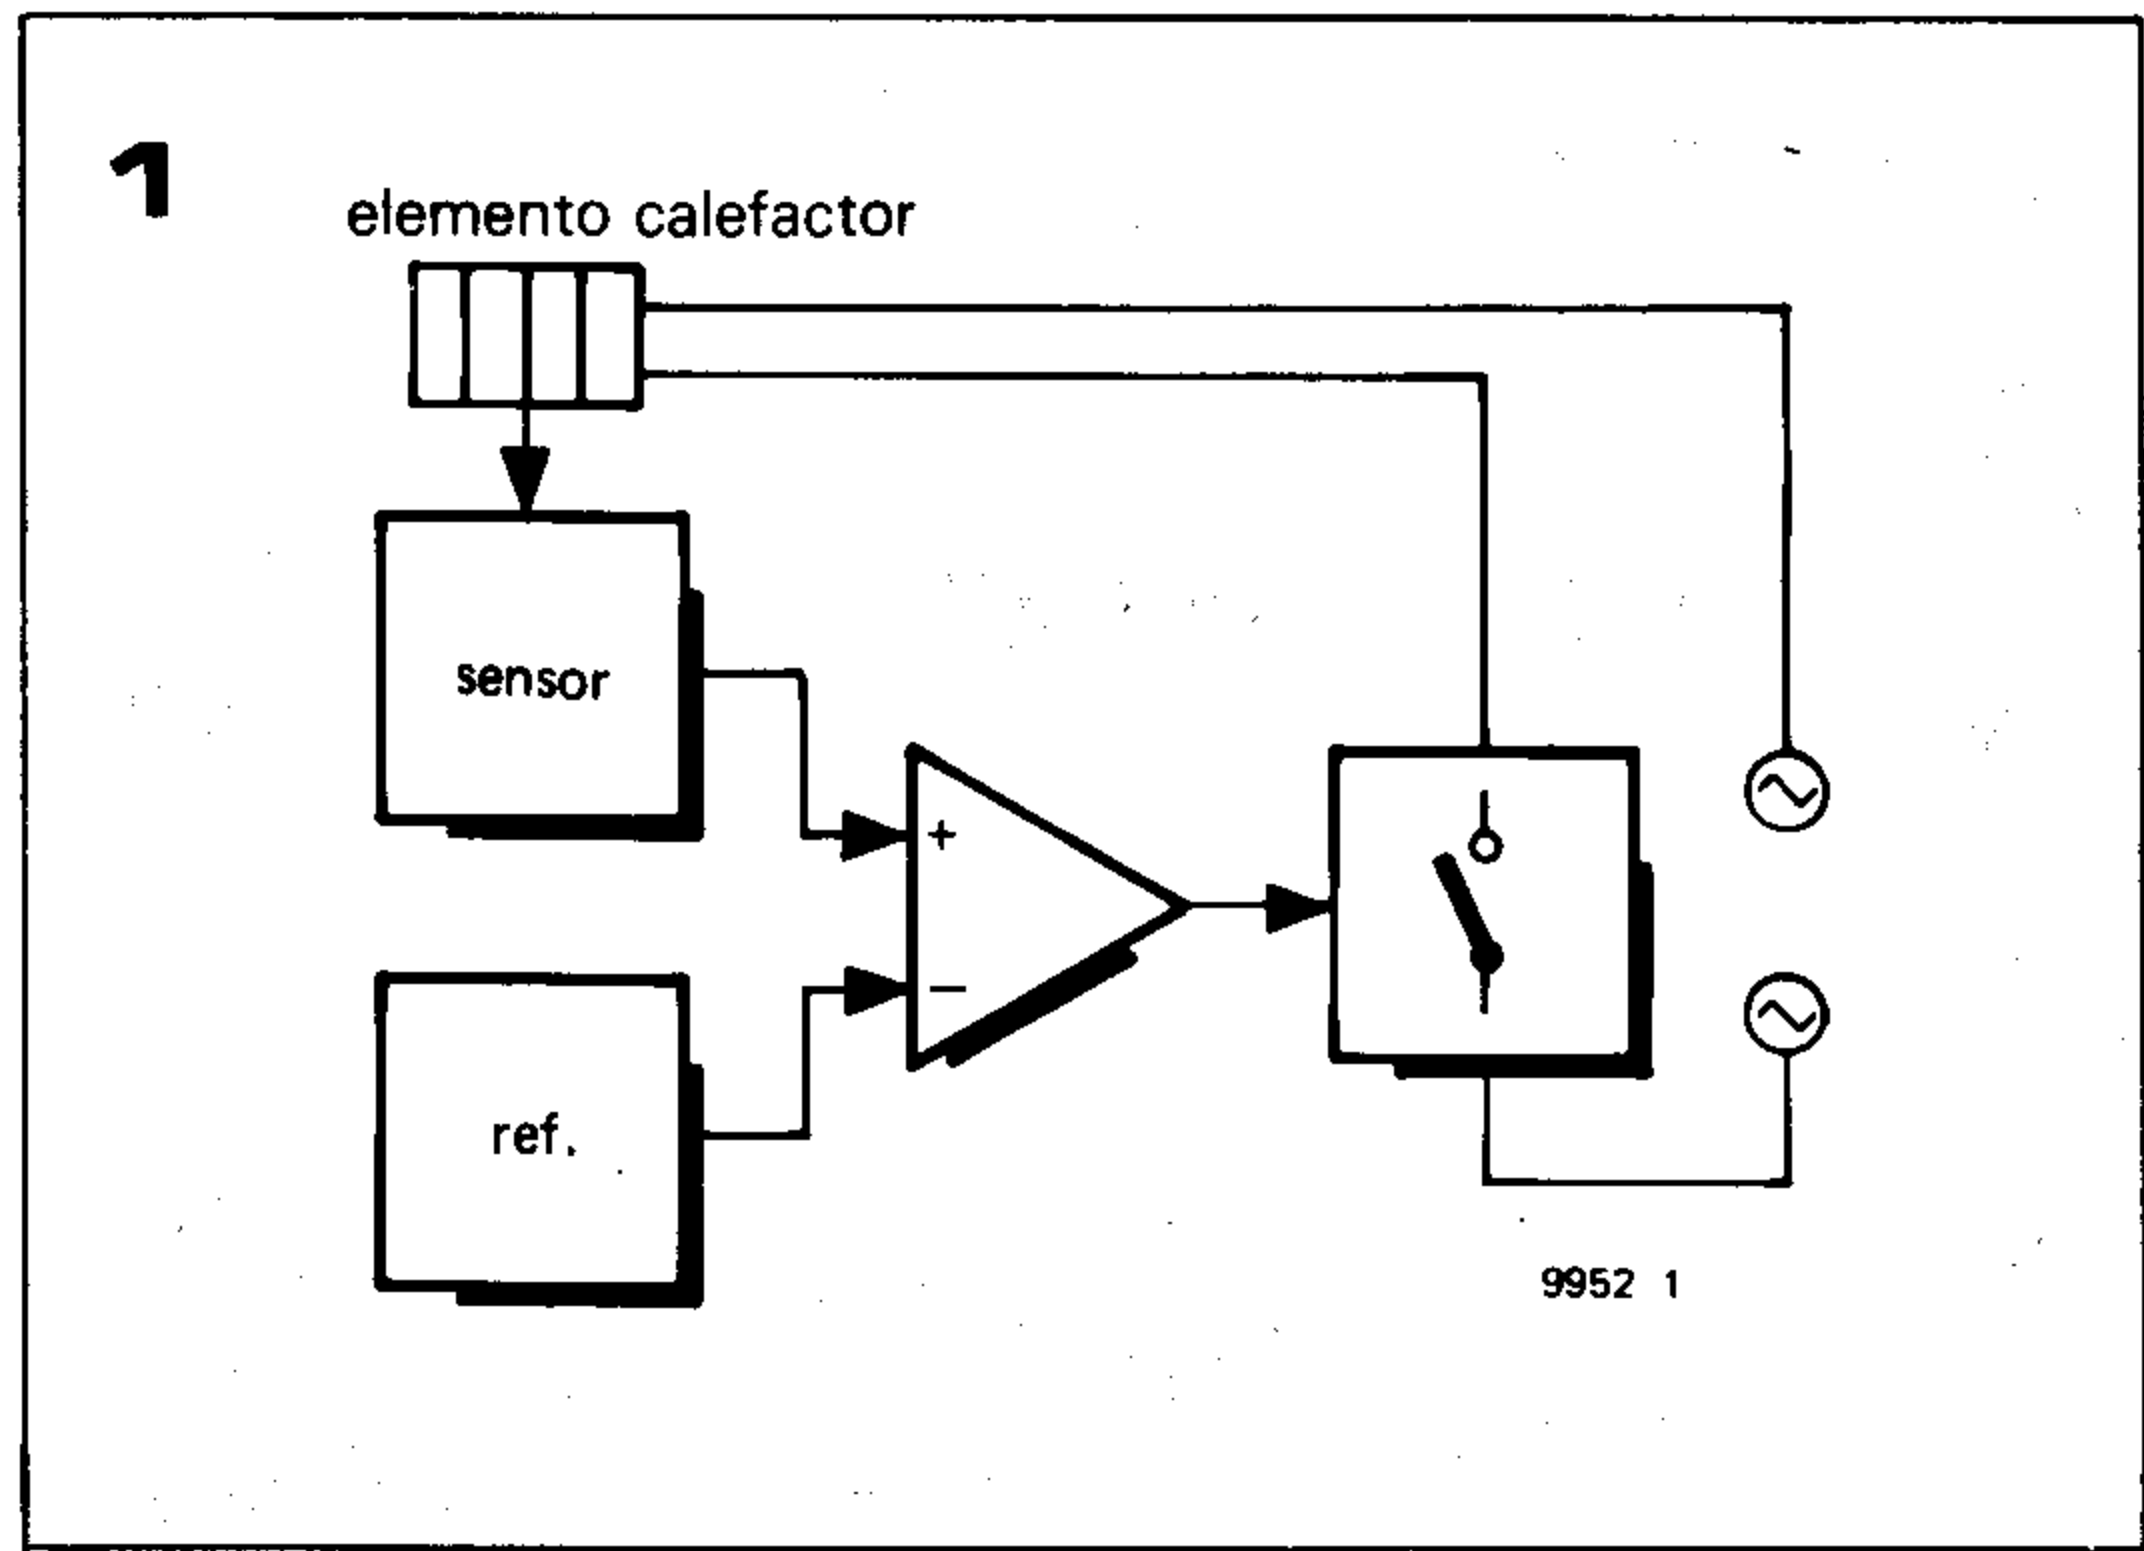 1
elemento calefactor
sensor
+
−
ref.
9952 1